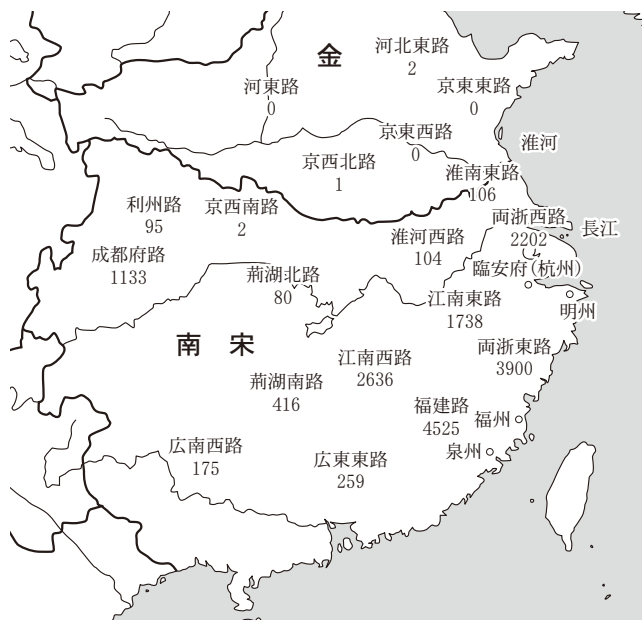 金
河北東路
2
河東路
0
京東東路
0
京東西路
0
淮河
京西北路
1
淮南東路
106
利州路
95
京西南路
2
両浙西路
2202
長江
淮河西路
104
成都府路
1133
荊湖北路
80
臨安府(杭州)
江南東路
1738
明州
南宋
両浙東路
3900
江南西路
2636
荊湖南路
416
福建路
4525
福州
泉州
広南西路
175
広東東路
259